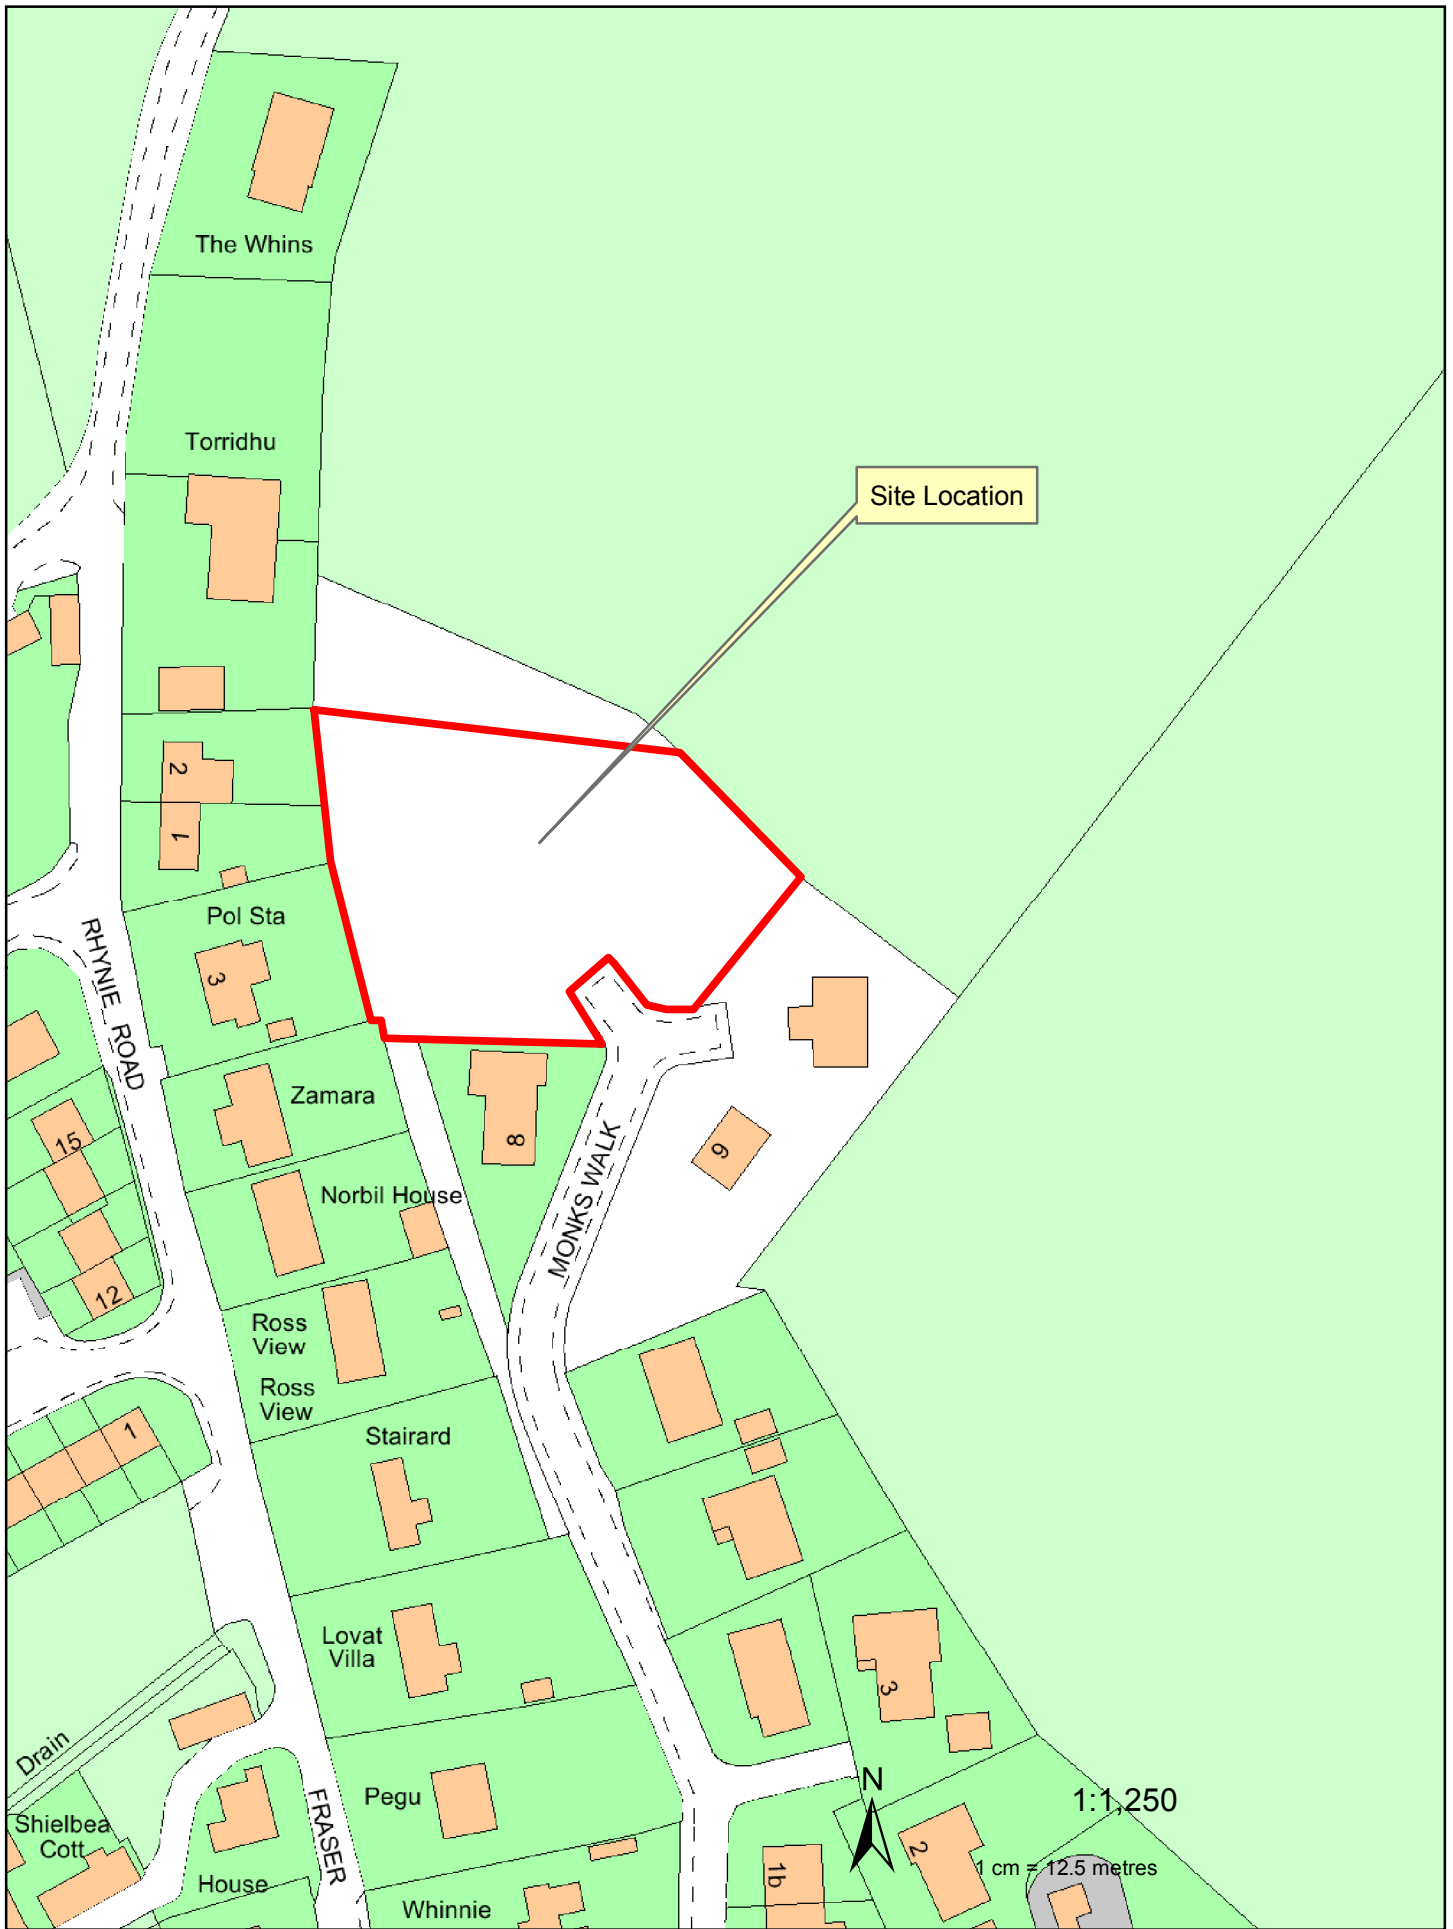 The Whins
Torridhu
Site Location
2
1
Pol Sta
3
RHYNIE ROAD
Zamara
15
8
9
MONKS WALK
Norbil House
12
Ross
View
Ross
View
1
Stairard
Lovat
Villa
3
Drain
Pegu
N
1:1,250
FRASER
Shielbea
Cott
2
1 cm = 12.5 metres
1b
House
Whinnie